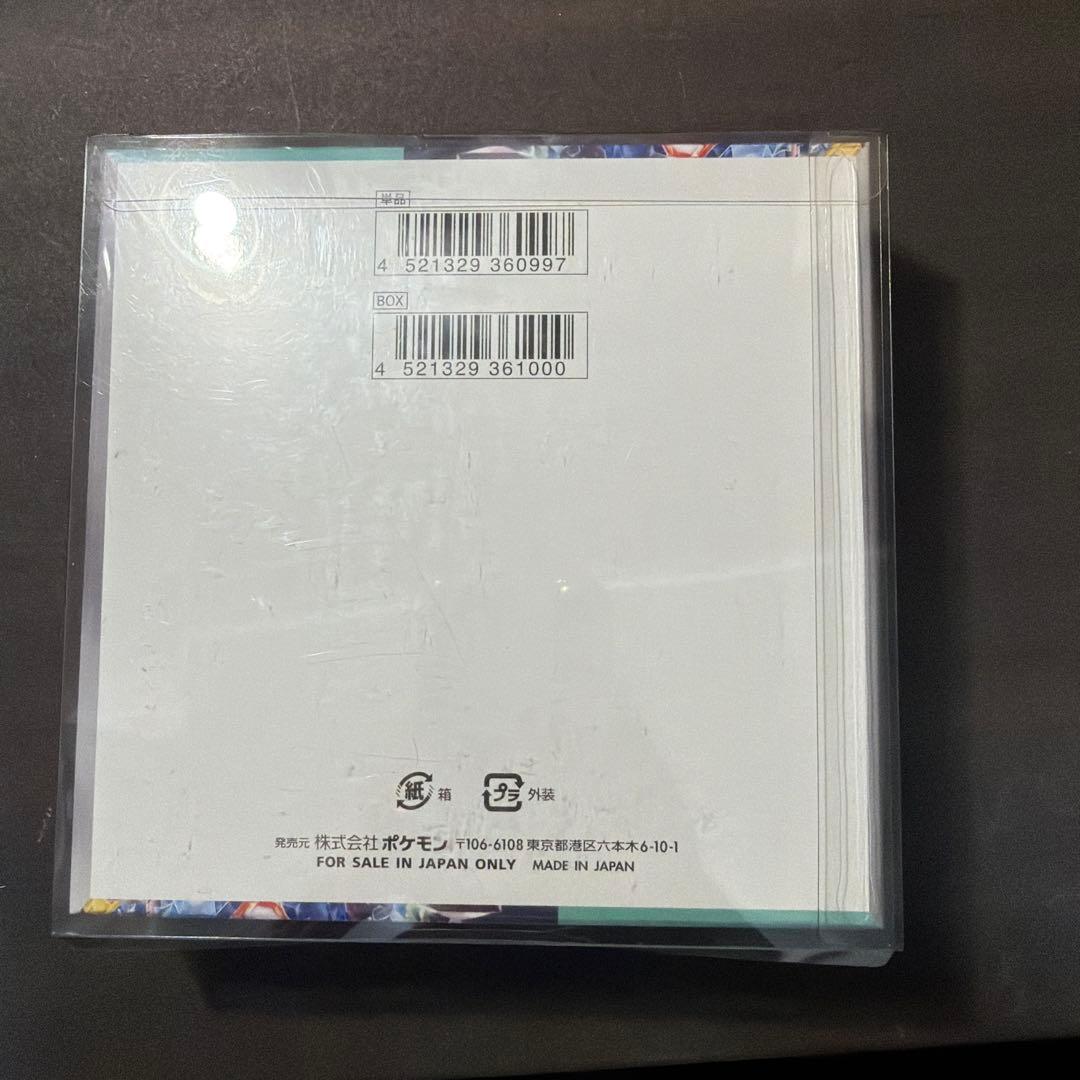 単品
4 521329 360997
BOX
4 521329 361000
紙 箱 プラ 外装
発売元 株式会社 ポケモン 〒106-6108 東京都港区六本木6-10-1
FOR SALE IN JAPAN ONLY MADE IN JAPAN